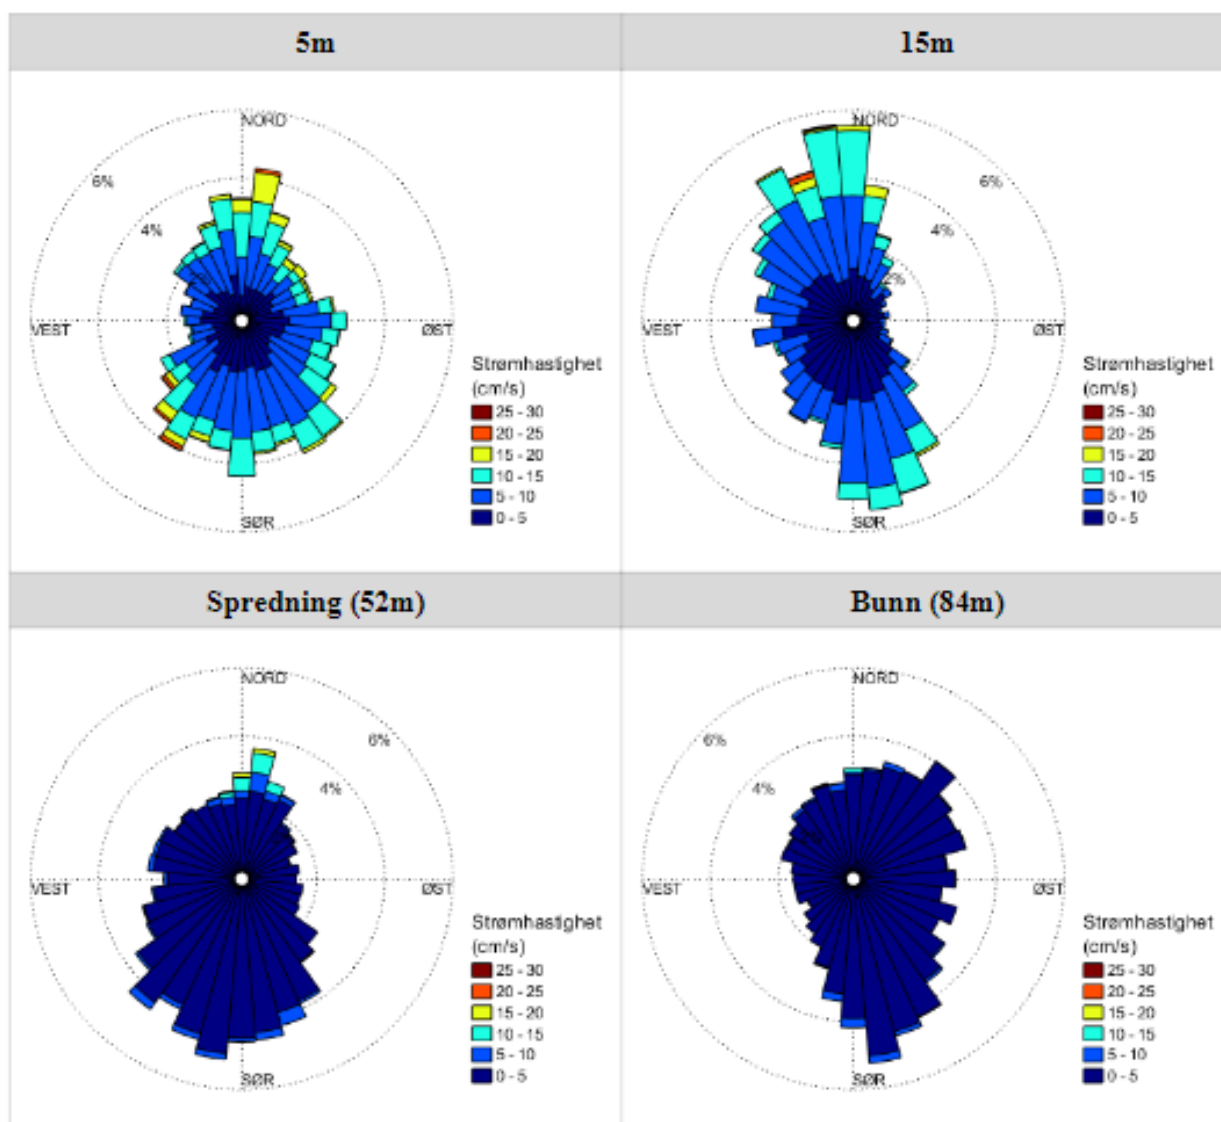 5m
15m
NORD
6%
4%
VEST
ØST
SØR
Strømhastighet
(cm/s)
25 - 30
20 - 25
15 - 20
10 - 15
5 - 10
0 - 5
NORD
6%
4%
2%
VEST
ØST
SØR
Strømhastighet
(cm/s)
25 - 30
20 - 25
15 - 20
10 - 15
5 - 10
0 - 5
Spredning (52m)
Bunn (84m)
NORD
6%
4%
VEST
ØST
SØR
Strømhastighet
(cm/s)
25 - 30
20 - 25
15 - 20
10 - 15
5 - 10
0 - 5
NORD
6%
4%
VEST
ØST
SØR
Strømhastighet
(cm/s)
25 - 30
20 - 25
15 - 20
10 - 15
5 - 10
0 - 5